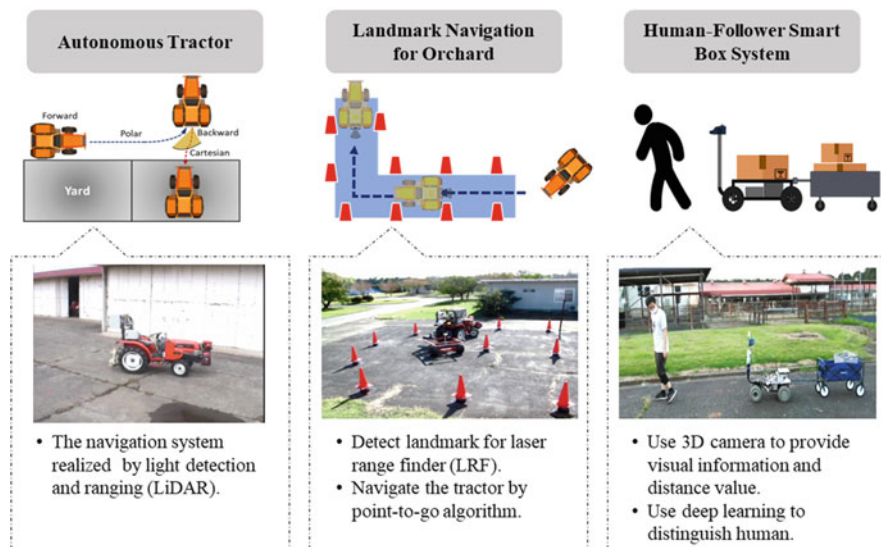 Autonomous Tractor
Forward
Polar
Backward
Cartesian
Yard
The navigation system
realized by light detection
and ranging (LiDAR).
Landmark Navigation
for Orchard
Detect landmark for laser
range finder (LRF).
Navigate the tractor by
point-to-go algorithm.
Human-Follower Smart
Box System
Use 3D camera to provide
visual information and
distance value.
Use deep learning to
distinguish human.